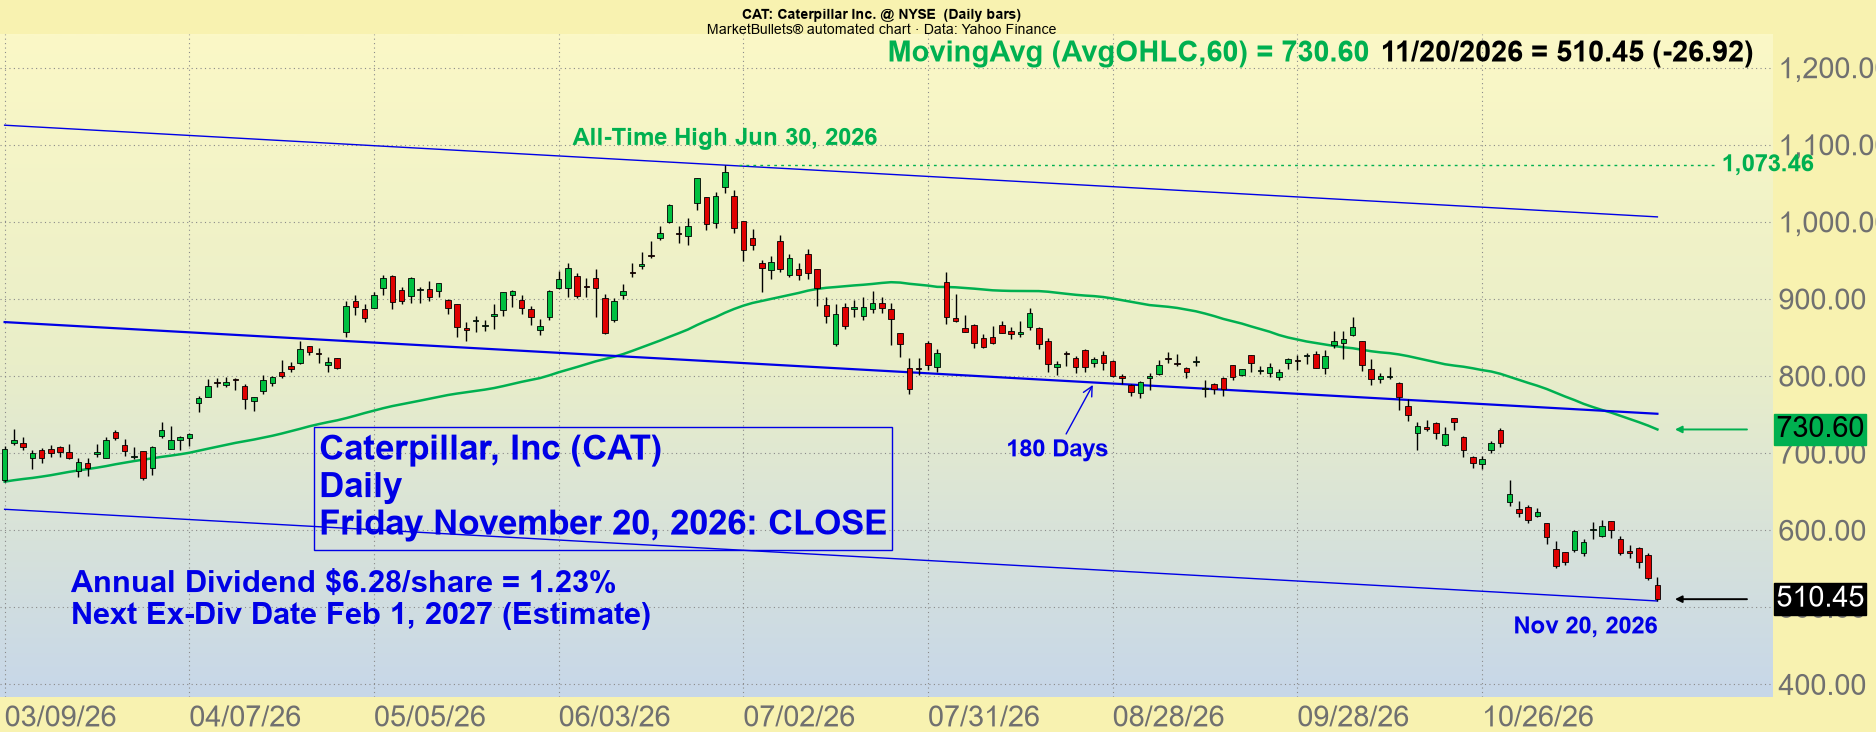 CAT: Caterpillar Inc. @ NYSE (Daily bars)
MarketBullets® automated chart · Data: Yahoo Finance
MovingAvg (AvgOHLC,60) = 730.60 11/20/2026 = 510.45 (-26.92)
1,200.0
All-Time High Jun 30, 2026
1,100.0
1,073.46
1,000.0
900.00
800.00
730.60
700.00
180 Days
Caterpillar, Inc (CAT)
Daily
Friday November 20, 2026: CLOSE
600.00
Annual Dividend $6.28/share = 1.23%
Next Ex-Div Date Feb 1, 2027 (Estimate)
510.45
Nov 20, 2026
400.00
03/09/26 04/07/26 05/05/26 06/03/26 07/02/26 07/31/26 08/28/26 09/28/26 10/26/26